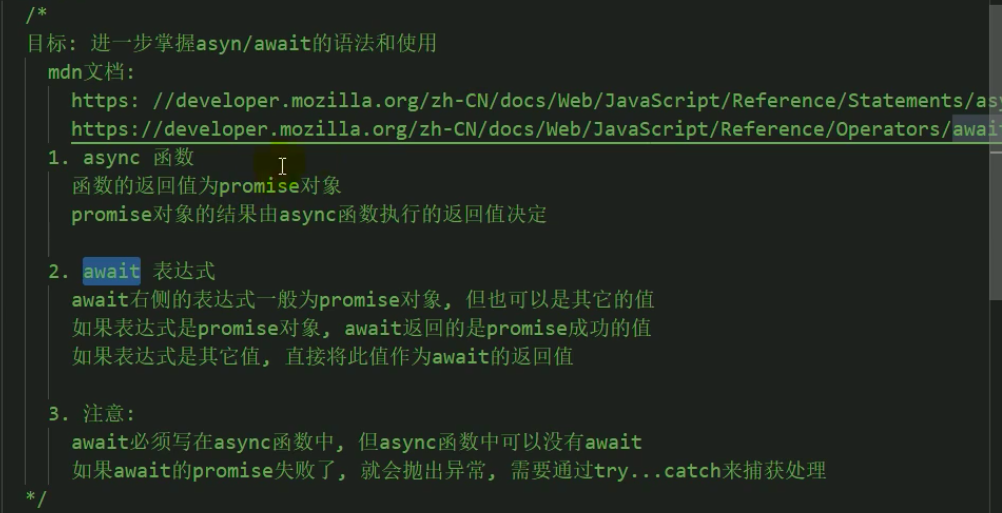 /*
目标: 进一步掌握asyn/await的语法和使用
mdn文档:
https: //developer.mozilla.org/zh-CN/docs/Web/JavaScript/Reference/Statements/asy
https://developer.mozilla.org/zh-CN/docs/Web/JavaScript/Reference/Operators/await
1. async 函数
函数的返回值为promise对象
promise对象的结果由async函数执行的返回值决定
2. await 表达式
await右侧的表达式一般为promise对象, 但也可以是其它的值
如果表达式是promise对象, await返回的是promise成功的值
如果表达式是其它值, 直接将此值作为await的返回值
3. 注意:
await必须写在async函数中, 但async函数中可以没有await
如果await的promise失败了, 就会抛出异常, 需要通过try...catch来捕获处理
*/